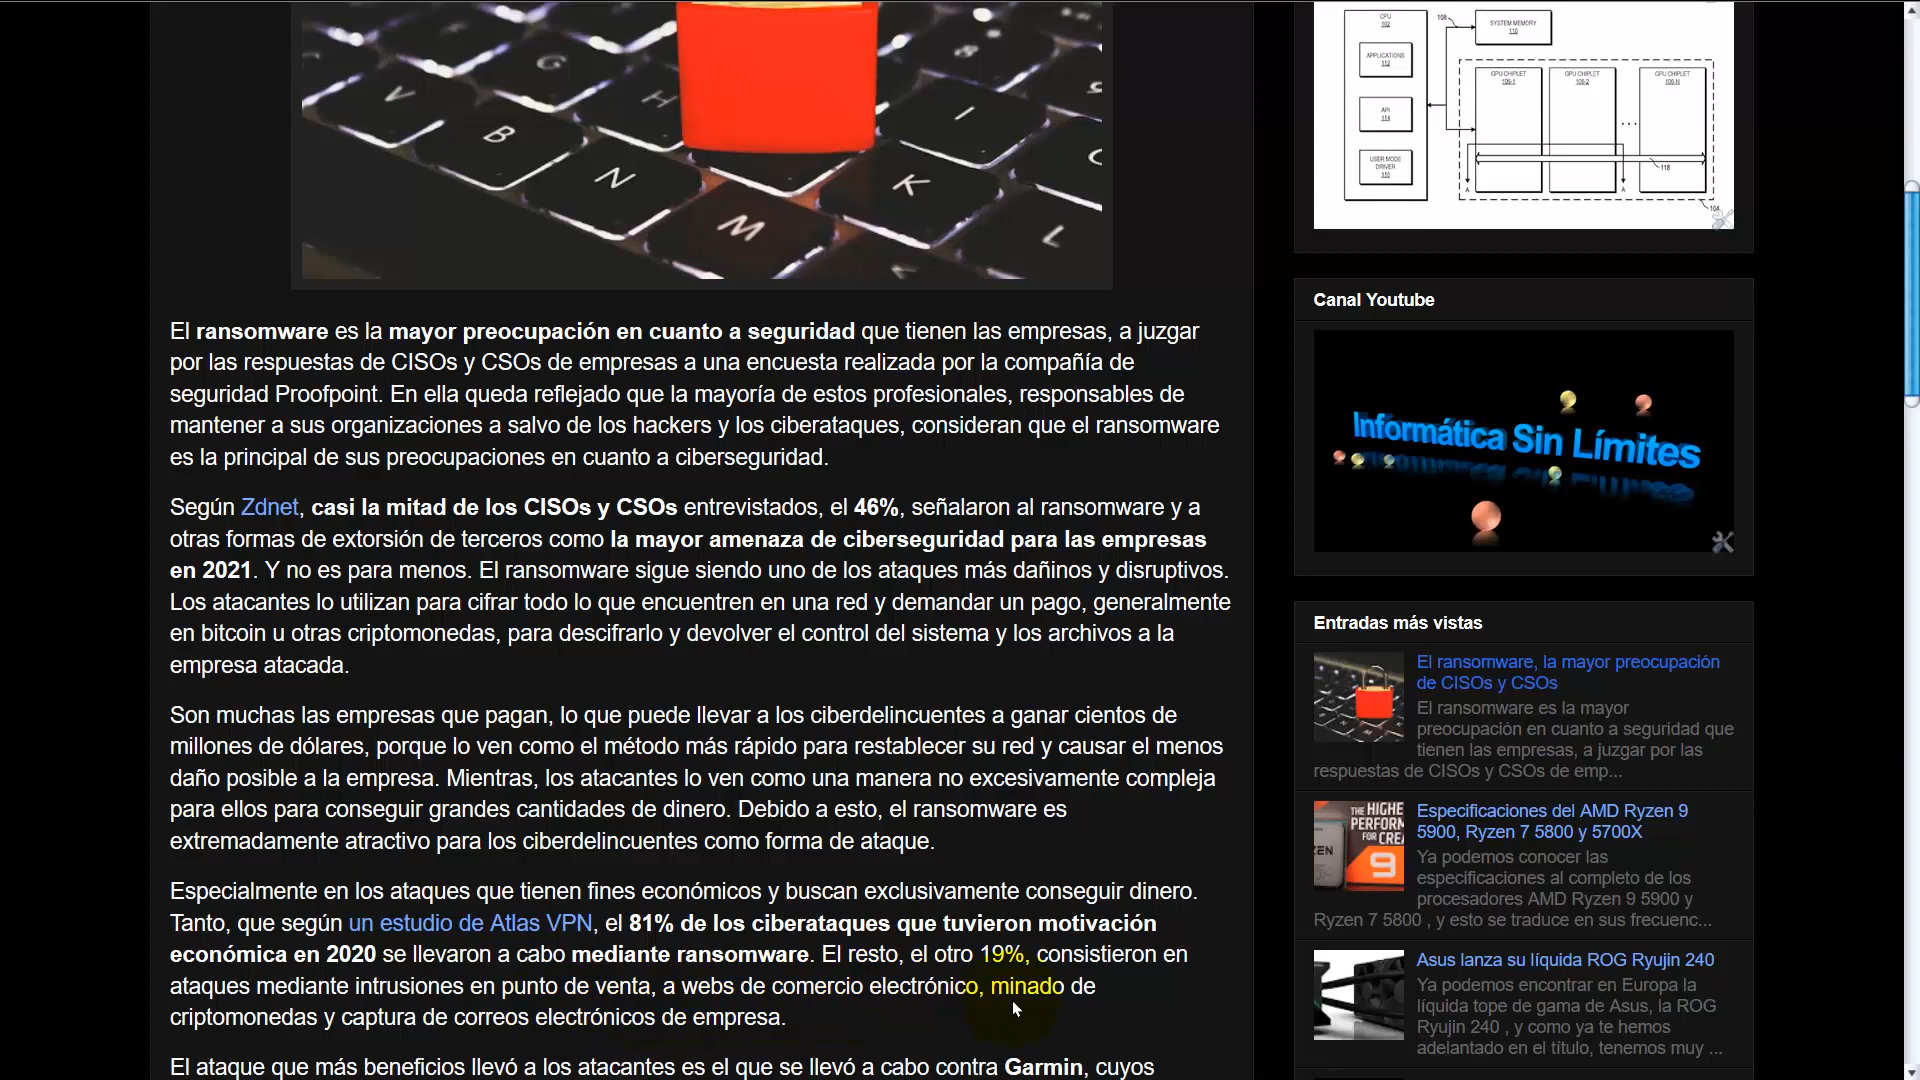 G
H
I
V
B
N
K
M
L
El ransomware es la mayor preocupación en cuanto a seguridad que tienen las empresas, a juzgar
por las respuestas de CISOs y CSOs de empresas a una encuesta realizada por la compañía de
seguridad Proofpoint. En ella queda reflejado que la mayoría de estos profesionales, responsables de
mantener a sus organizaciones a salvo de los hackers y los ciberataques, consideran que el ransomware
es la principal de sus preocupaciones en cuanto a ciberseguridad.
Según Zdnet, casi la mitad de los CISOs y CSOs entrevistados, el 46%, señalaron al ransomware y a
otras formas de extorsión de terceros como la mayor amenaza de ciberseguridad para las empresas
en 2021. Y no es para menos. El ransomware sigue siendo uno de los ataques más dañinos y disruptivos.
Los atacantes lo utilizan para cifrar todo lo que encuentren en una red y demandar un pago, generalmente
en bitcoin u otras criptomonedas, para descifrarlo y devolver el control del sistema y los archivos a la
empresa atacada.
Son muchas las empresas que pagan, lo que puede llevar a los ciberdelincuentes a ganar cientos de
millones de dólares, porque lo ven como el método más rápido para restablecer su red y causar el menos
daño posible a la empresa. Mientras, los atacantes lo ven como una manera no excesivamente compleja
para ellos para conseguir grandes cantidades de dinero. Debido a esto, el ransomware es
extremadamente atractivo para los ciberdelincuentes como forma de ataque.
Especialmente en los ataques que tienen fines económicos y buscan exclusivamente conseguir dinero.
Tanto, que según un estudio de Atlas VPN, el 81% de los ciberataques que tuvieron motivación
económica en 2020 se llevaron a cabo mediante ransomware. El resto, el otro 19%, consistieron en
ataques mediante intrusiones en punto de venta, a webs de comercio electrónico, minado de
criptomonedas y captura de correos electrónicos de empresa.
El ataque que más beneficios llevó a los atacantes es el que se llevó a cabo contra Garmin, cuyos
CPU
102
108
SYSTEM MEMORY
110
APPLICATIONS
112
GPU CHIPLET
106-1
GPU CHIPLET
106-2
GPU CHIPLET
106-N
API
114
. . .
USER MODE
DRIVER
118
A
A
104
Canal Youtube
Informática Sin Límites
Entradas más vistas
El ransomware, la mayor preocupación
de CISOs y CSOs
El ransomware es la mayor
preocupación en cuanto a seguridad que
tienen las empresas, a juzgar por las
respuestas de CISOs y CSOs de emp...
THE HIGHE
PERFORM
FOR CREA
ZEN
9
Especificaciones del AMD Ryzen 9
5900, Ryzen 7 5800 y 5700X
Ya podemos conocer las
especificaciones al completo de los
procesadores AMD Ryzen 9 5900 y
Ryzen 7 5800 , y esto se traduce en sus frecuenc...
Asus lanza su líquida ROG Ryujin 240
Ya podemos encontrar en Europa la
líquida tope de gama de Asus, la ROG
Ryujin 240 , y como ya te hemos
adelantado en el título, tenemos muy ...